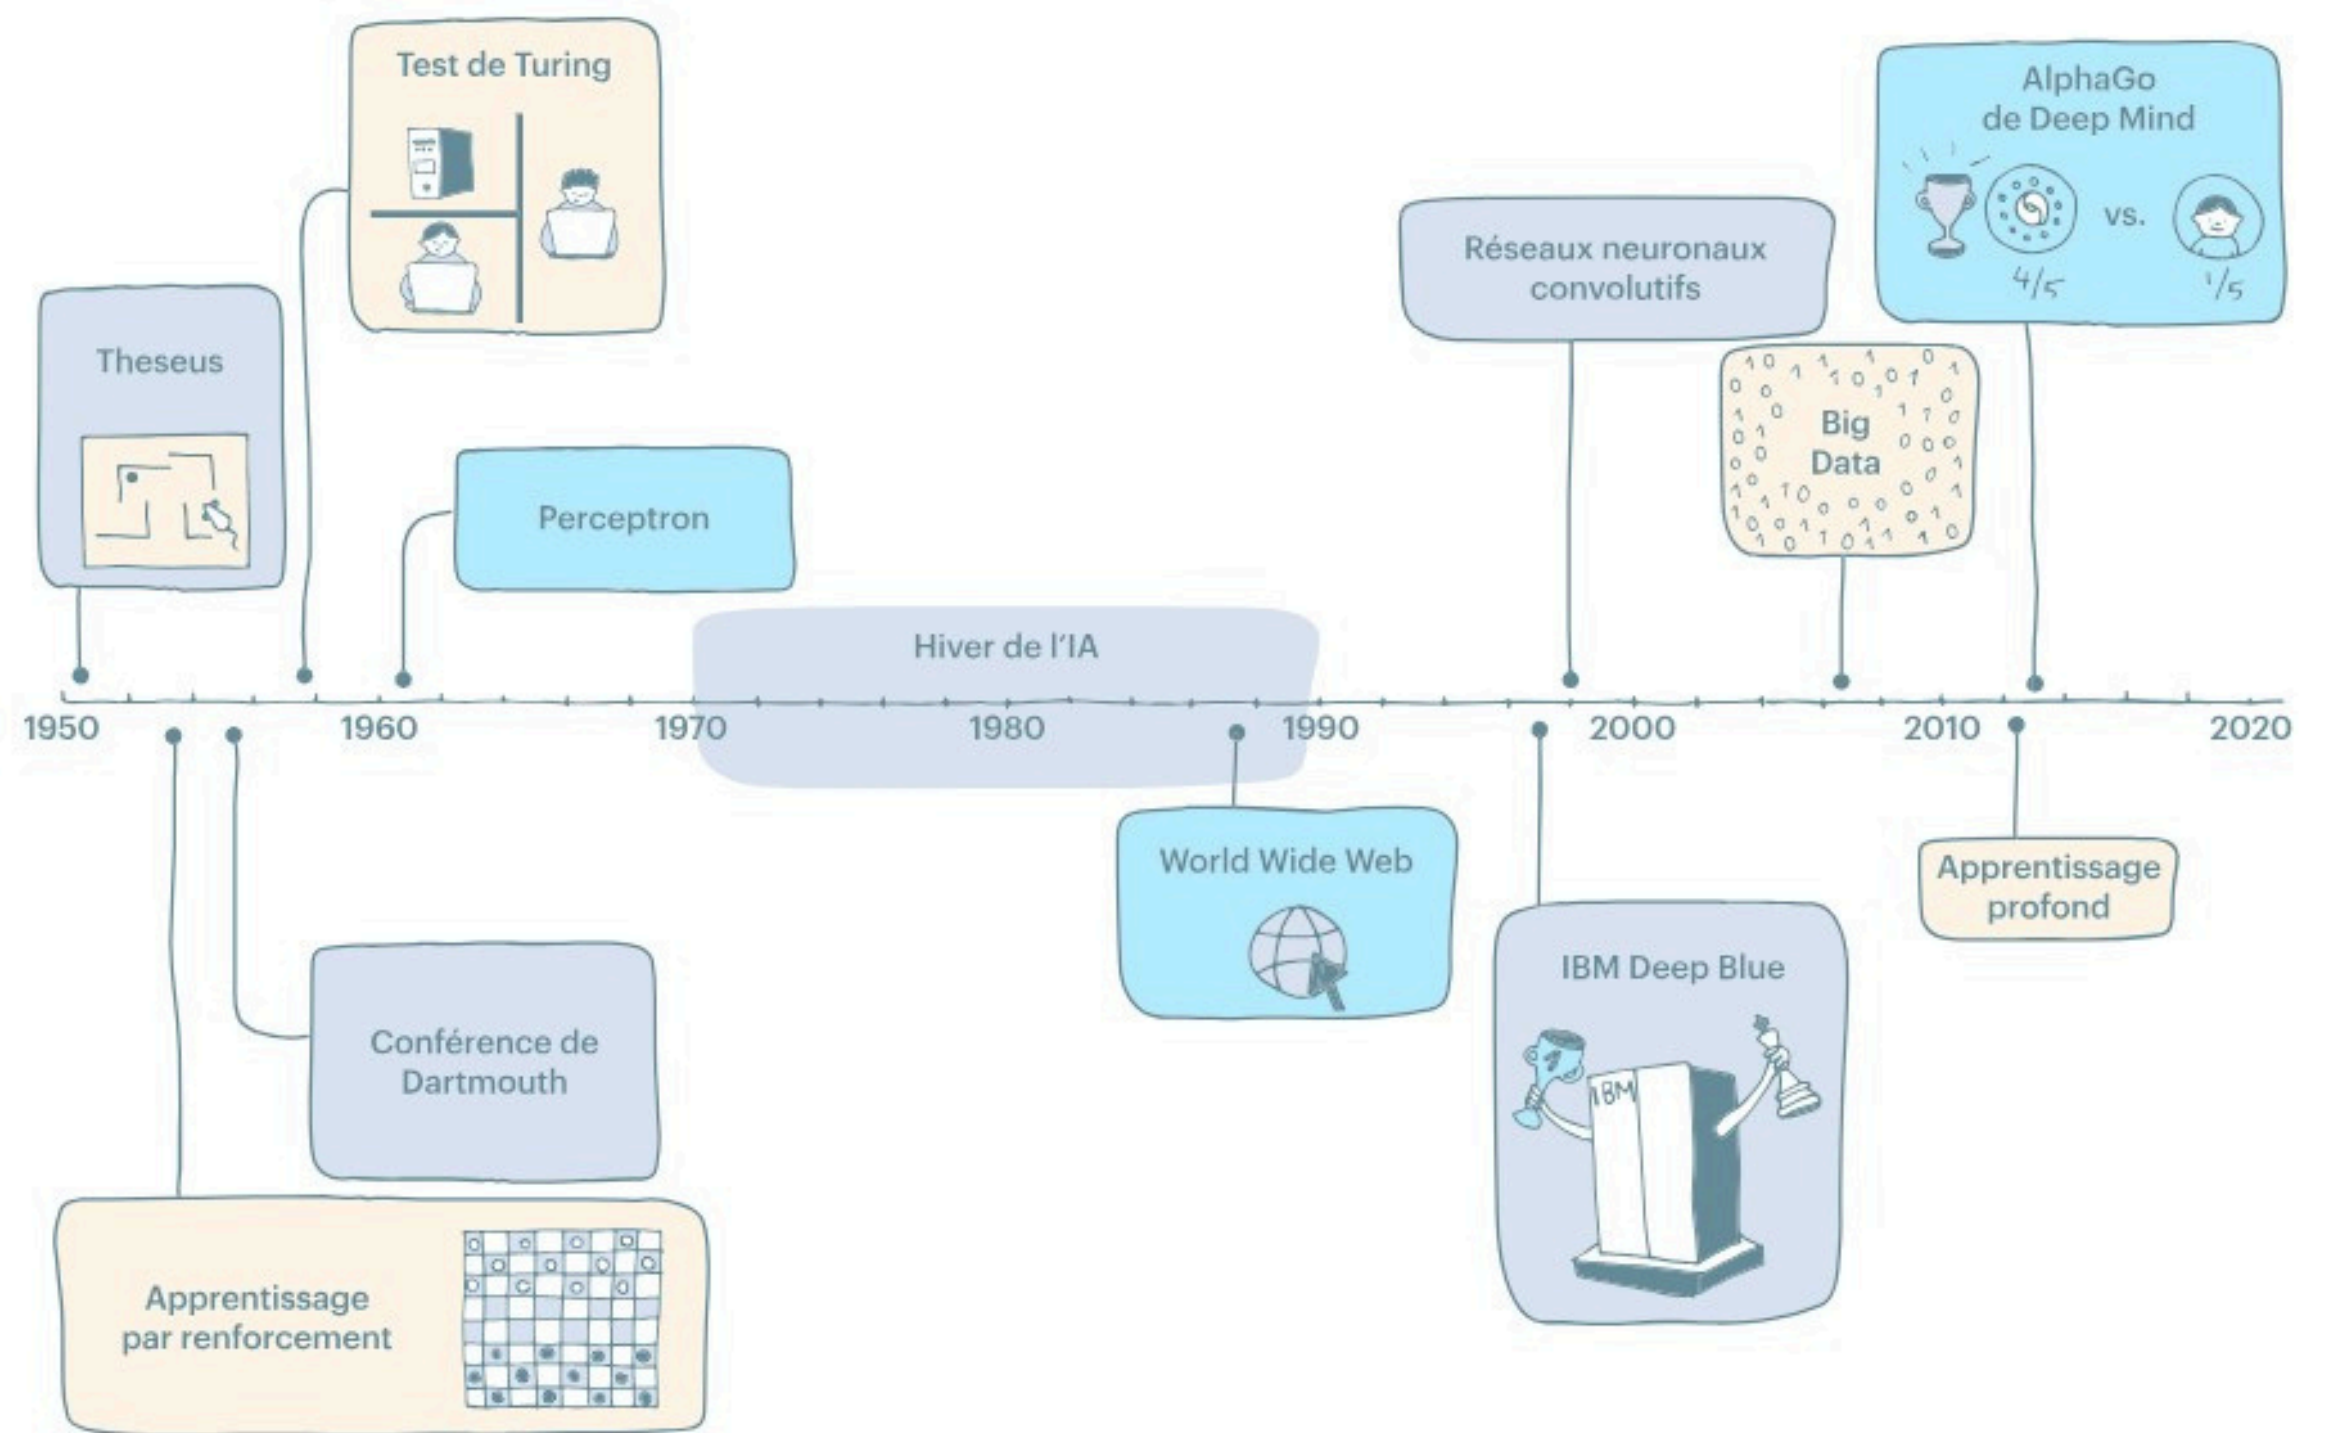 Test de Turing
Theseus
Perceptron
Hiver de l'IA
Réseaux neuronaux
convolutifs
AlphaGo
de Deep Mind
vs.
4/5
1/5
Big
Data
1950
1960
1970
1980
1990
2000
2010
2020
World Wide Web
IBM Deep Blue
IBM
Apprentissage
profond
Conférence de
Dartmouth
Apprentissage
par renforcement